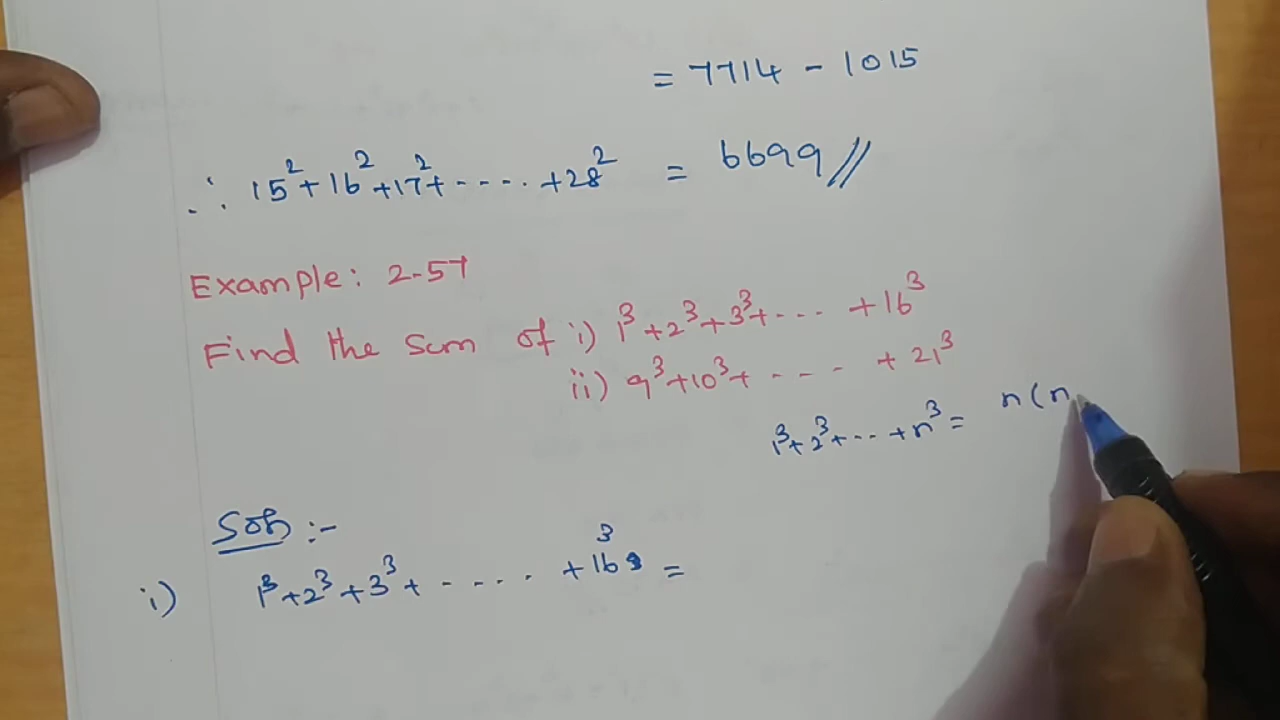 = 7714 - 1015
∴ 15² + 16² + 17² + ---- + 28² = 6699 //
Example: 2.57
Find the Sum of i) 1³ + 2³ + 3³ + --- + 16³
ii) 9³ + 10³ + - - - - + 21³
1³ + 2³ + --- + n³ = n(n
Soln :-
i) 1³ + 2³ + 3³ + ---- + 16³ =